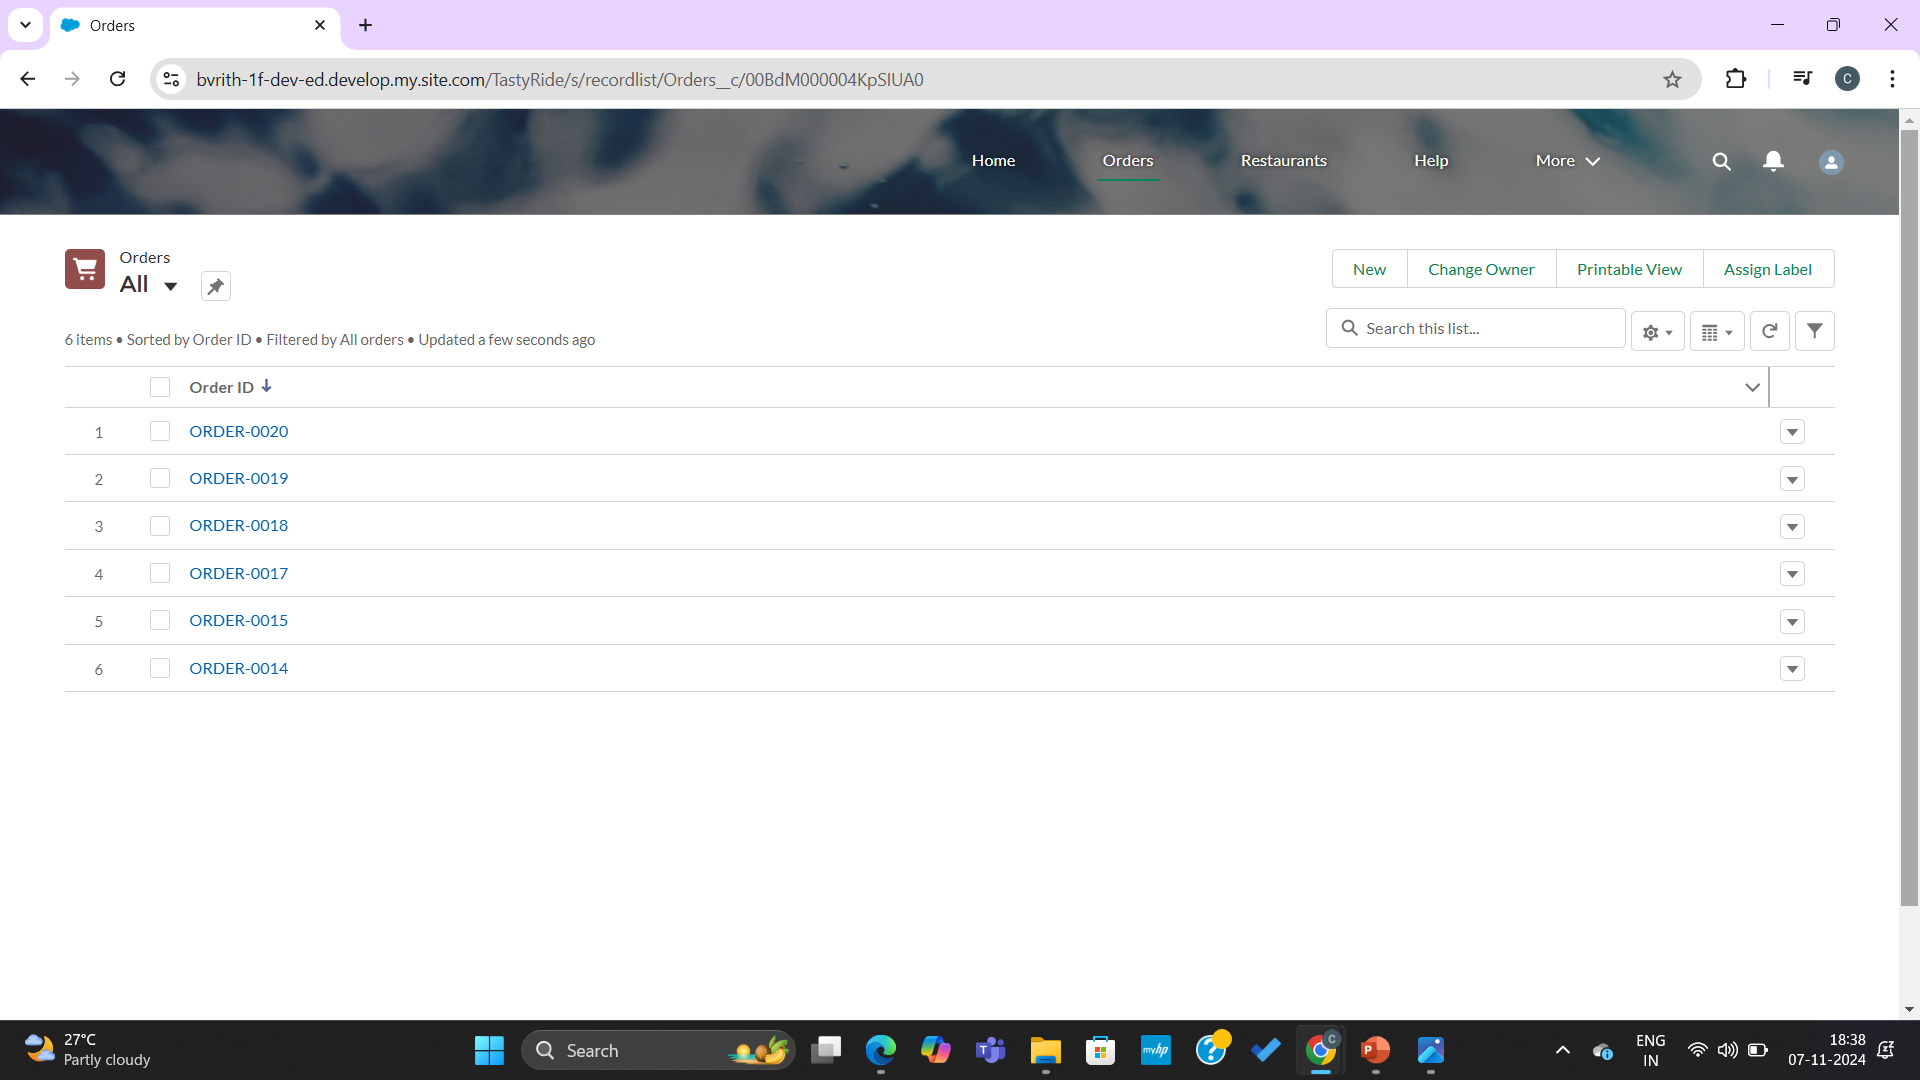 Orders
bvrith-1f-dev-ed.develop.my.site.com/TastyRide/s/recordlist/Orders__c/00BdM000004KpSIUA0
C
Home Orders Restaurants Help More
Orders
All
New Change Owner Printable View Assign Label
6 items • Sorted by Order ID • Filtered by All orders • Updated a few seconds ago
Search this list...
Order ID
1 ORDER-0020
2 ORDER-0019
3 ORDER-0018
4 ORDER-0017
5 ORDER-0015
6 ORDER-0014
27°C
Partly cloudy
Search
myhp
C
ENG
IN
18:38
07-11-2024